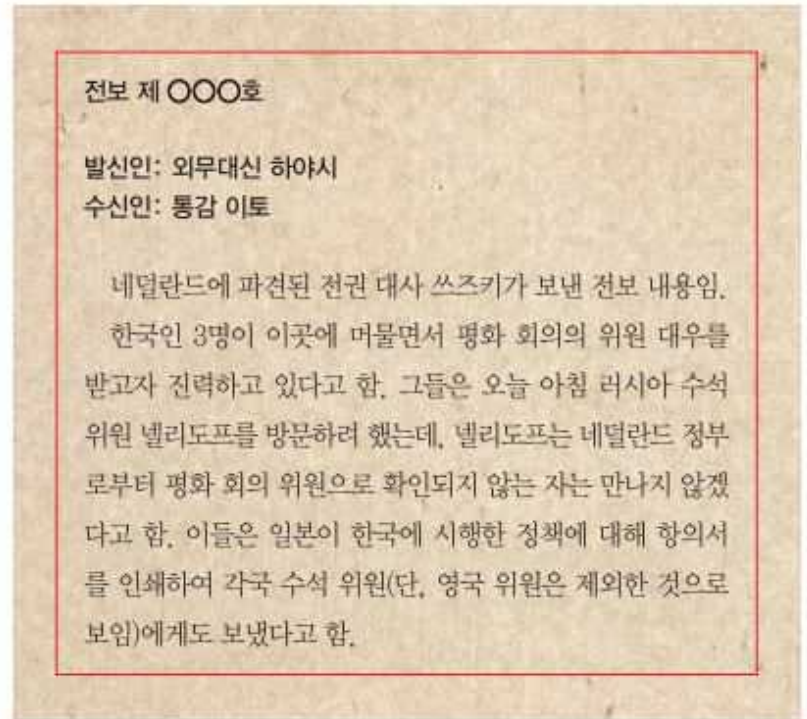 전보 제 ○○○호
발신인: 외무대신 하야시
수신인: 통감 이토
네덜란드에 파견된 전권 대사 쓰즈키가 보낸 전보 내용임.
한국인 3명이 이곳에 머물면서 평화 회의의 위원 대우를
받고자 진력하고 있다고 함. 그들은 오늘 아침 러시아 수석
위원 넬리도프를 방문하려 했는데, 넬리도프는 네덜란드 정부
로부터 평화 회의 위원으로 확인되지 않는 자는 만나지 않겠
다고 함. 이들은 일본이 한국에 시행한 정책에 대해 항의서
를 인쇄하여 각국 수석 위원(단, 영국 위원은 제외한 것으로
보임)에게도 보냈다고 함.